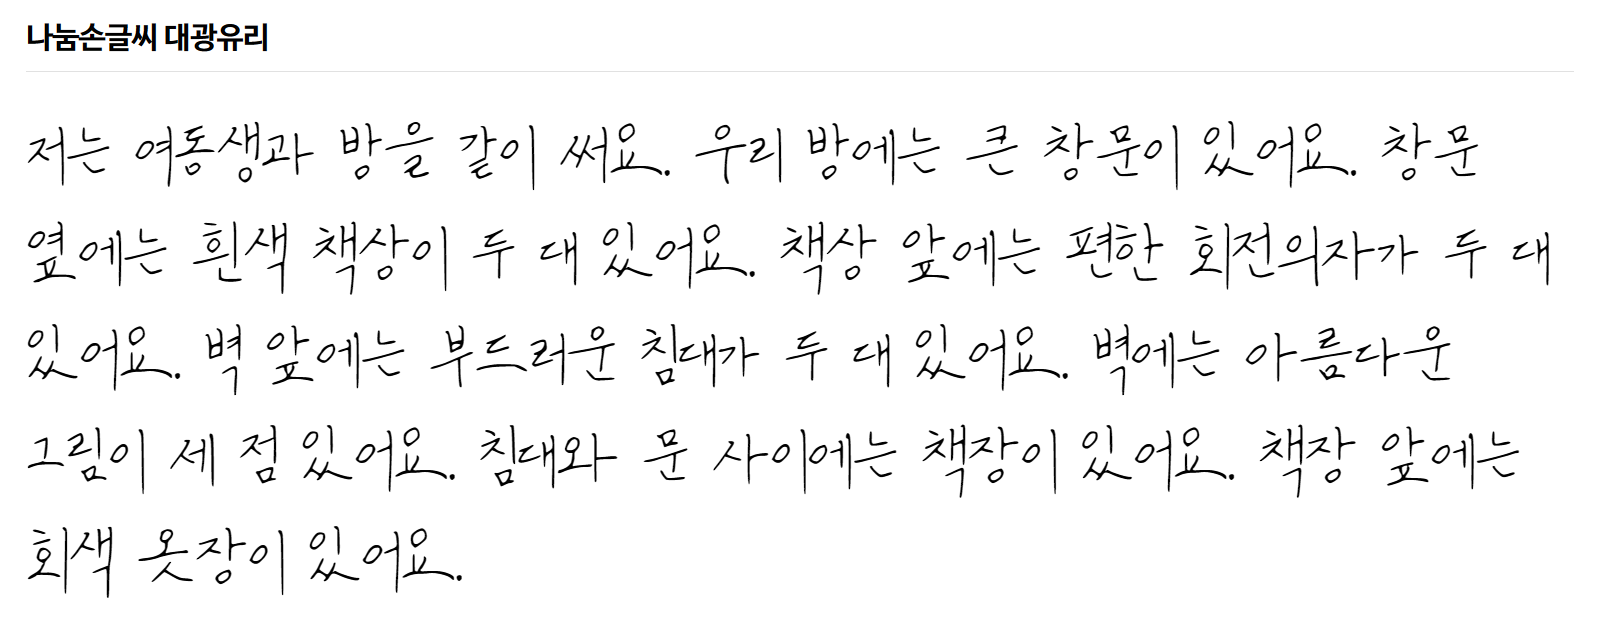 나눔손글씨 대광유리
저는 여동생과 방을 같이 써요. 우리 방에는 큰 창문이 있어요. 창문
옆에는 흰색 책상이 두 대 있어요. 책상 앞에는 편한 회전의자가 두 대
있어요. 벽 앞에는 부드러운 침대가 두 대 있어요. 벽에는 아름다운
그림이 세 점 있어요. 침대와 문 사이에는 책장이 있어요. 책장 앞에는
회색 옷장이 있어요.